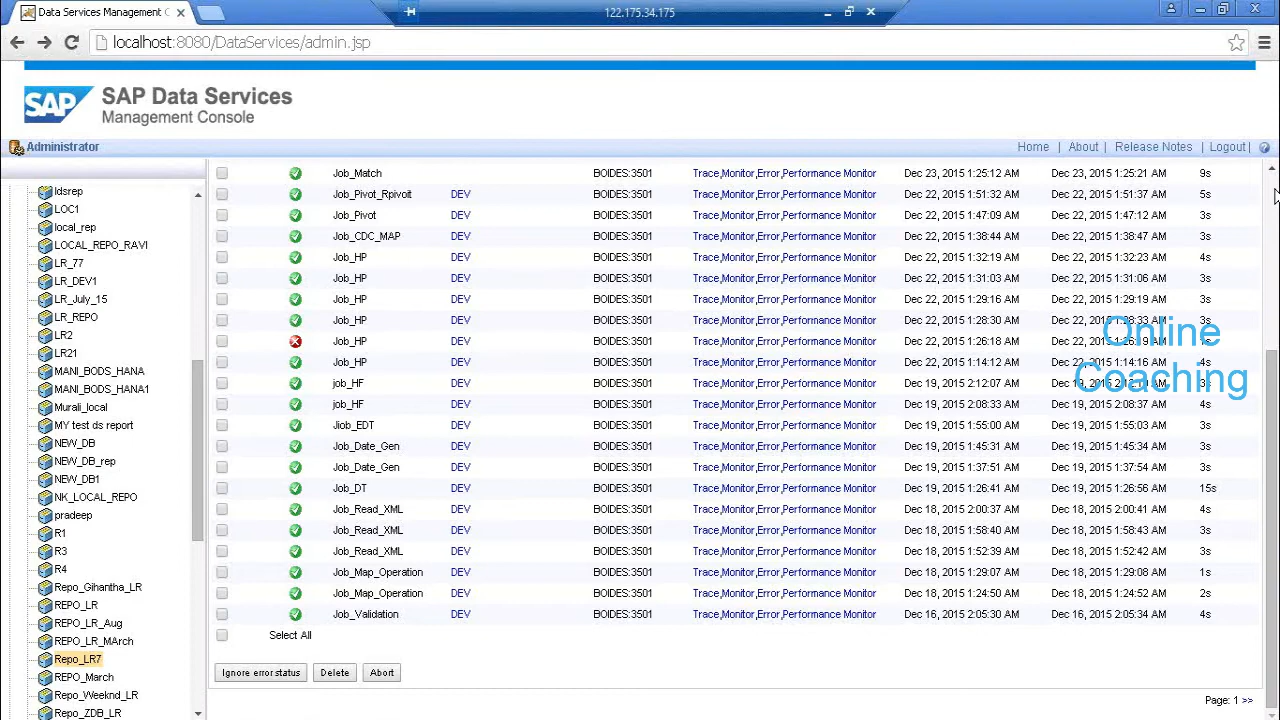 Data Services Management C
122.175.34.175
localhost:8080/DataServices/admin.jsp
SAP
SAP Data Services
Management Console
Administrator
Home | About | Release Notes | Logout | ?
ldsrep
LOC1
local_rep
LOCAL_REPO_RAVI
LR_77
LR_DEV1
LR_July_15
LR_REPO
LR2
LR21
MANI_BODS_HANA
MANI_BODS_HANA1
Murali_local
MY test ds report
NEW_DB
NEW_DB_rep
NEW_DB1
NK_LOCAL_REPO
pradeep
R1
R3
R4
Repo_Ghantha_LR
REPO_LR
REPO_LR_Aug
REPO_LR_MArch
Repo_LR7
REPO_March
Repo_Weeknd_LR
Repo_ZDB_LR
Job_Match BOIDES:3501 Trace,Monitor,Error,Performance Monitor Dec 23, 2015 1:25:12 AM Dec 23, 2015 1:25:21 AM 9s
Job_Pivot_Rpivoit DEV BOIDES:3501 Trace,Monitor,Error,Performance Monitor Dec 22, 2015 1:51:32 AM Dec 22, 2015 1:51:37 AM 5s
Job_Pivot DEV BOIDES:3501 Trace,Monitor,Error,Performance Monitor Dec 22, 2015 1:47:09 AM Dec 22, 2015 1:47:12 AM 3s
Job_CDC_MAP DEV BOIDES:3501 Trace,Monitor,Error,Performance Monitor Dec 22, 2015 1:38:44 AM Dec 22, 2015 1:38:47 AM 3s
Job_HP DEV BOIDES:3501 Trace,Monitor,Error,Performance Monitor Dec 22, 2015 1:32:19 AM Dec 22, 2015 1:32:23 AM 4s
Job_HP DEV BOIDES:3501 Trace,Monitor,Error,Performance Monitor Dec 22, 2015 1:31:03 AM Dec 22, 2015 1:31:06 AM 3s
Job_HP DEV BOIDES:3501 Trace,Monitor,Error,Performance Monitor Dec 22, 2015 1:29:16 AM Dec 22, 2015 1:29:19 AM 3s
Job_HP DEV BOIDES:3501 Trace,Monitor,Error,Performance Monitor Dec 22, 2015 1:28:30 AM Dec 22, AM 3s
Job_HP DEV BOIDES:3501 Trace,Monitor,Error,Performance Monitor Dec 22, 2015 1:26:13 AM Dec 22, AM
Job_HP DEV BOIDES:3501 Trace,Monitor,Error,Performance Monitor Dec 22, 2015 1:14:12 AM Dec 22, 2015 1:14:16 AM 4s
job_HF DEV BOIDES:3501 Trace,Monitor,Error,Performance Monitor Dec 19, 2015 2:12:07 AM Dec 19, AM
job_HF DEV BOIDES:3501 Trace,Monitor,Error,Performance Monitor Dec 19, 2015 2:08:33 AM Dec 19, 2015 2:08:37 AM 4s
Jiob_EDT DEV BOIDES:3501 Trace,Monitor,Error,Performance Monitor Dec 19, 2015 1:55:00 AM Dec 19, 2015 1:55:03 AM 3s
Job_Date_Gen DEV BOIDES:3501 Trace,Monitor,Error,Performance Monitor Dec 19, 2015 1:45:31 AM Dec 19, 2015 1:45:34 AM 3s
Job_Date_Gen DEV BOIDES:3501 Trace,Monitor,Error,Performance Monitor Dec 19, 2015 1:37:51 AM Dec 19, 2015 1:37:54 AM 3s
Job_DT DEV BOIDES:3501 Trace,Monitor,Error,Performance Monitor Dec 19, 2015 1:26:41 AM Dec 19, 2015 1:26:56 AM 15s
Job_Read_XML DEV BOIDES:3501 Trace,Monitor,Error,Performance Monitor Dec 18, 2015 2:00:37 AM Dec 18, 2015 2:00:41 AM 4s
Job_Read_XML DEV BOIDES:3501 Trace,Monitor,Error,Performance Monitor Dec 18, 2015 1:58:40 AM Dec 18, 2015 1:58:43 AM 3s
Job_Read_XML DEV BOIDES:3501 Trace,Monitor,Error,Performance Monitor Dec 18, 2015 1:52:39 AM Dec 18, 2015 1:52:42 AM 3s
Job_Map_Operation DEV BOIDES:3501 Trace,Monitor,Error,Performance Monitor Dec 18, 2015 1:29:07 AM Dec 18, 2015 1:29:08 AM 1s
Job_Map_Operation DEV BOIDES:3501 Trace,Monitor,Error,Performance Monitor Dec 18, 2015 1:24:50 AM Dec 18, 2015 1:24:52 AM 2s
Job_Validation DEV BOIDES:3501 Trace,Monitor,Error,Performance Monitor Dec 16, 2015 2:05:30 AM Dec 16, 2015 2:05:34 AM 4s
Online
Coaching
Select All
Ignore error status Delete Abort
Page: 1 >>